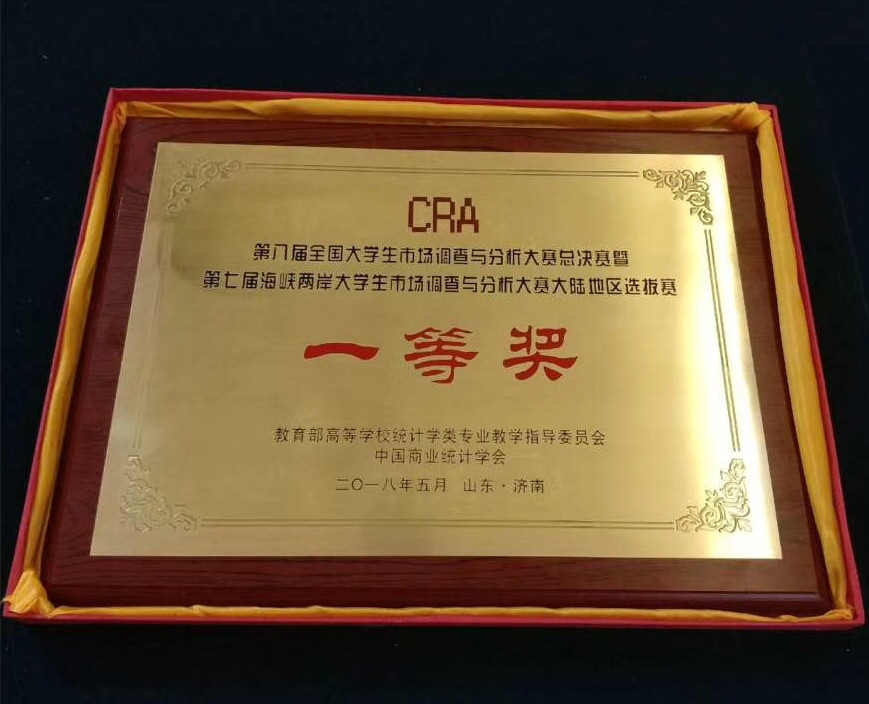 CRA
第八届全国大学生市场调查与分析大赛总决赛暨
第七届海峡两岸大学生市场调查与分析大赛大陆地区选拔赛
一等奖
教育部高等学校统计学类专业教学指导委员会
中国商业统计学会
二〇一八年五月 山东·济南